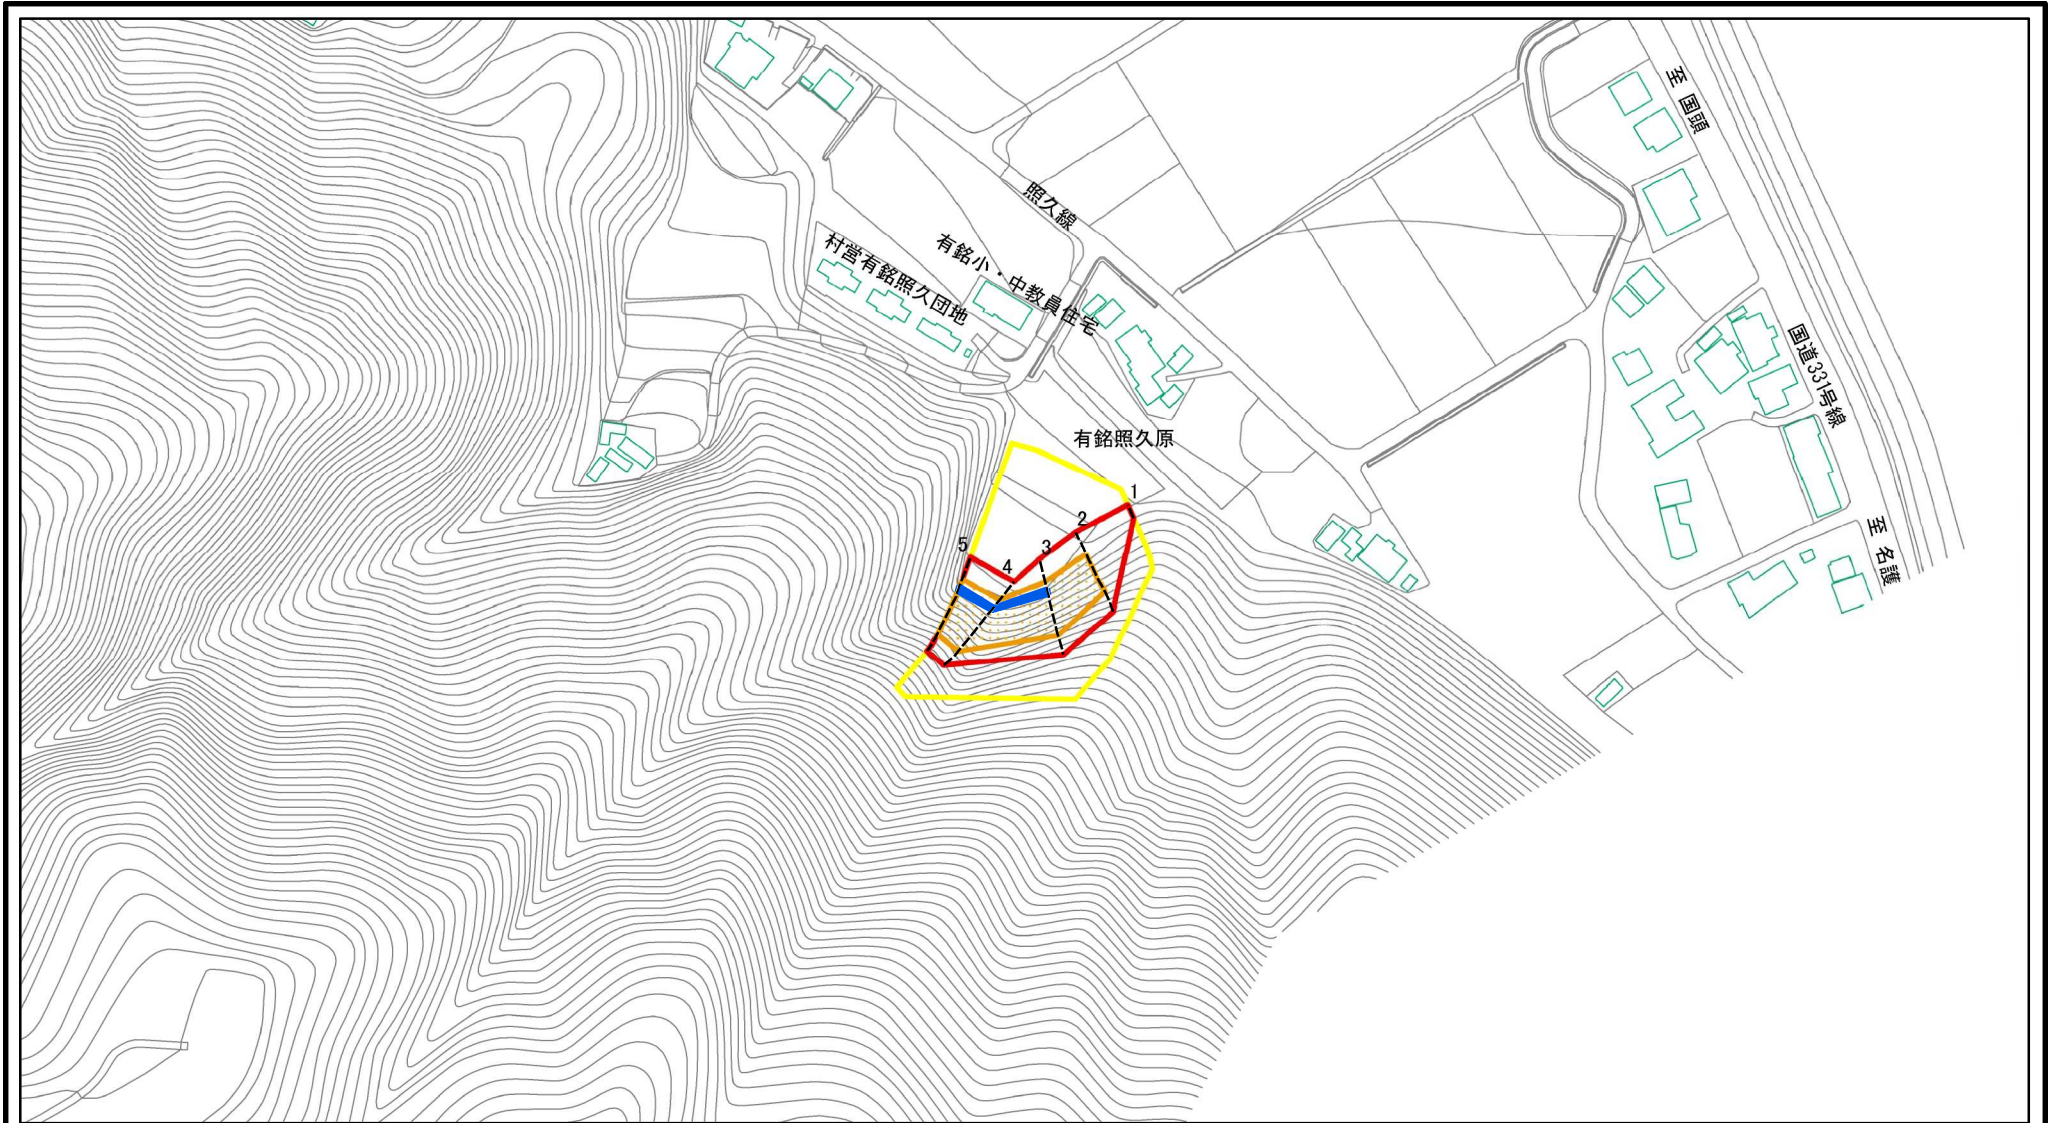 至 国頭
照久線
有銘小・中教員住宅
村営有銘照久団地
国道331号線
有銘照久原
1
2
3
4
5
至 名護